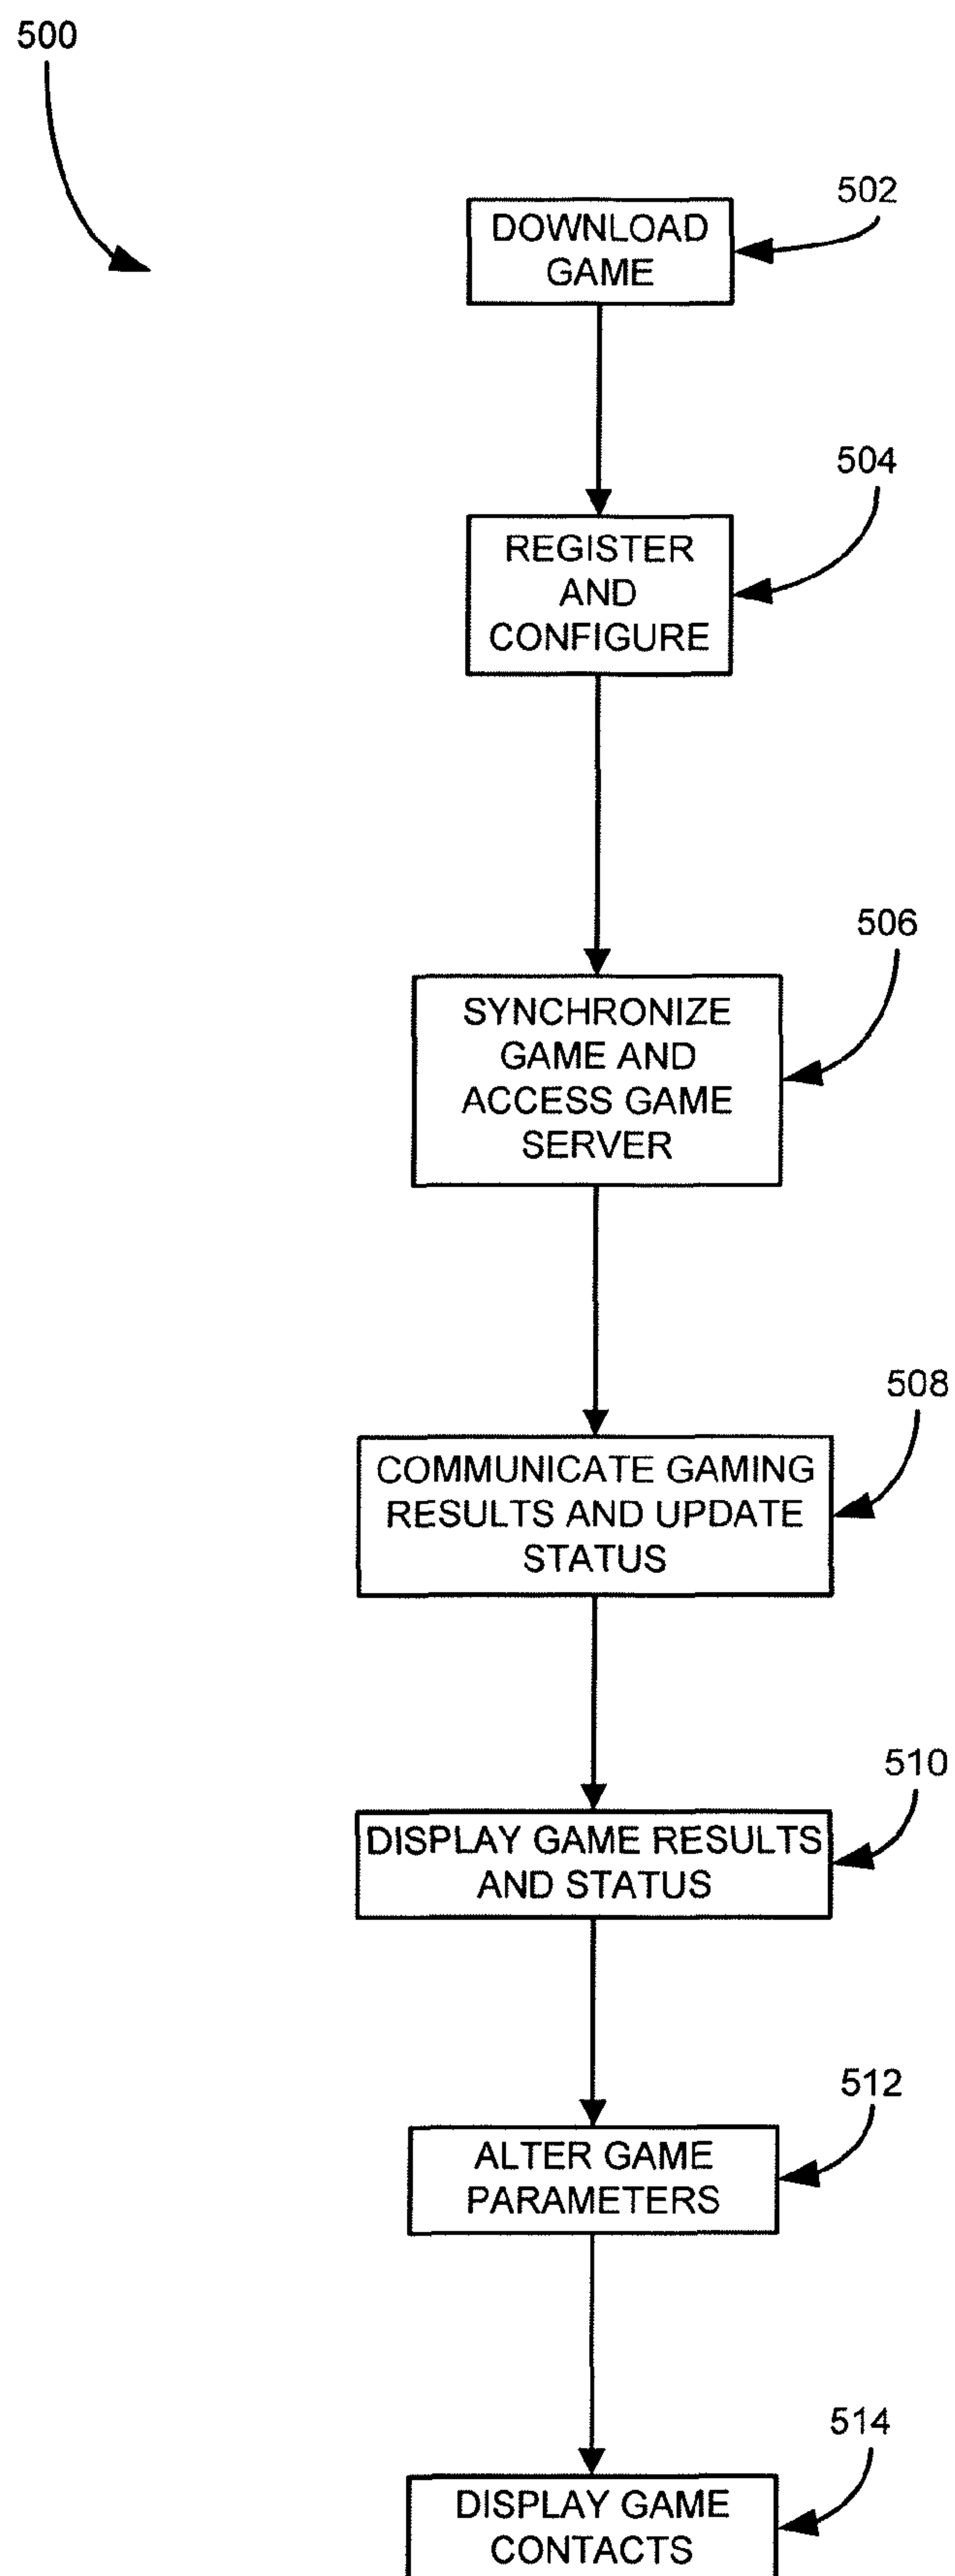 500
502
DOWNLOAD
GAME
504
REGISTER
AND
CONFIGURE
506
SYNCHRONIZE
GAME AND
ACCESS GAME
SERVER
508
COMMUNICATE GAMING
RESULTS AND UPDATE
STATUS
510
DISPLAY GAME RESULTS
AND STATUS
512
ALTER GAME
PARAMETERS
514
DISPLAY GAME
CONTACTS